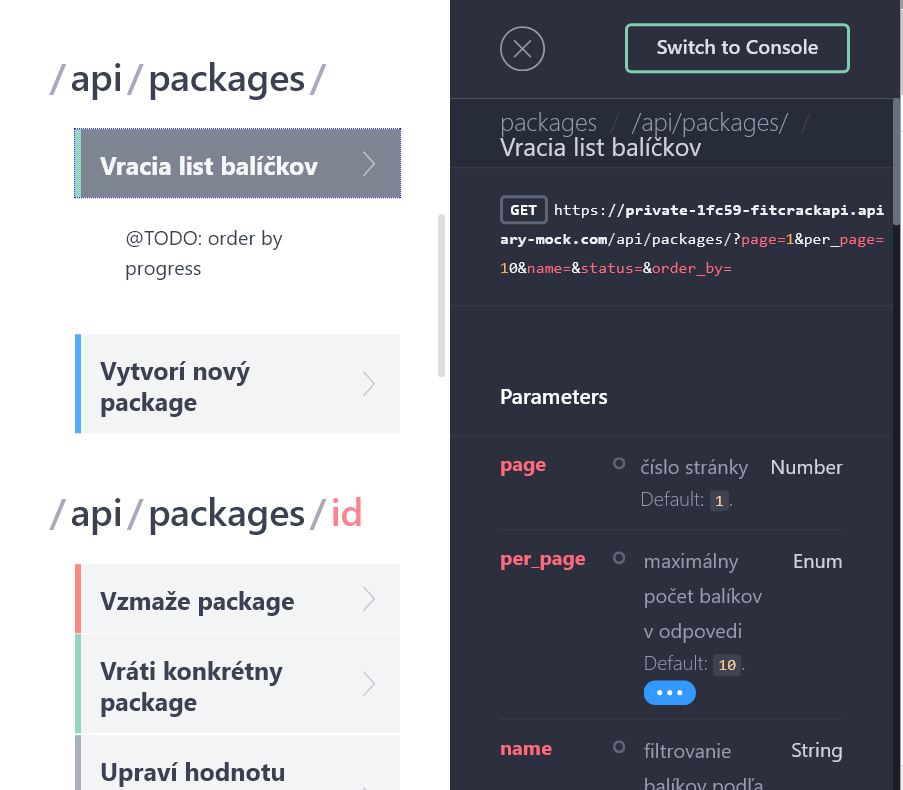 /api/packages/
Vracia list balíčkov
@TODO: order by
progress
Vytvorí nový
package
/api/packages/id
Vzmaže package
Vráti konkrétny
package
Upraví hodnotu
Switch to Console
packages / /api/packages/ /
Vracia list balíčkov
GET https://private-1fc59-fitcrackapi.api
ary-mock.com/api/packages/?page=1&per_page=
10&name=&status=&order_by=
Parameters
page číslo stránky Number
Default: 1.
per_page maximálny Enum
počet balíkov
v odpovedi
Default: 10.
name filtrovanie String
balíkov podľa